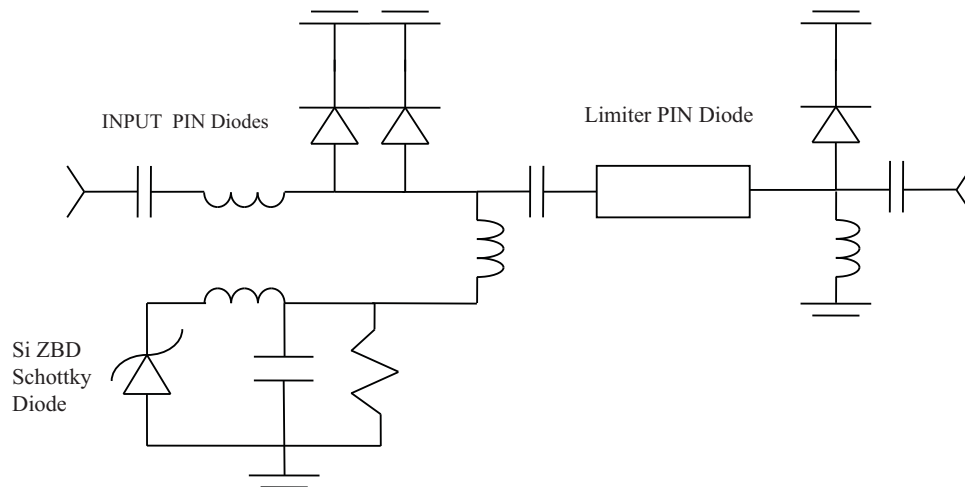 INPUT PIN Diodes
Limiter PIN Diode
Si ZBD
Schottky
Diode